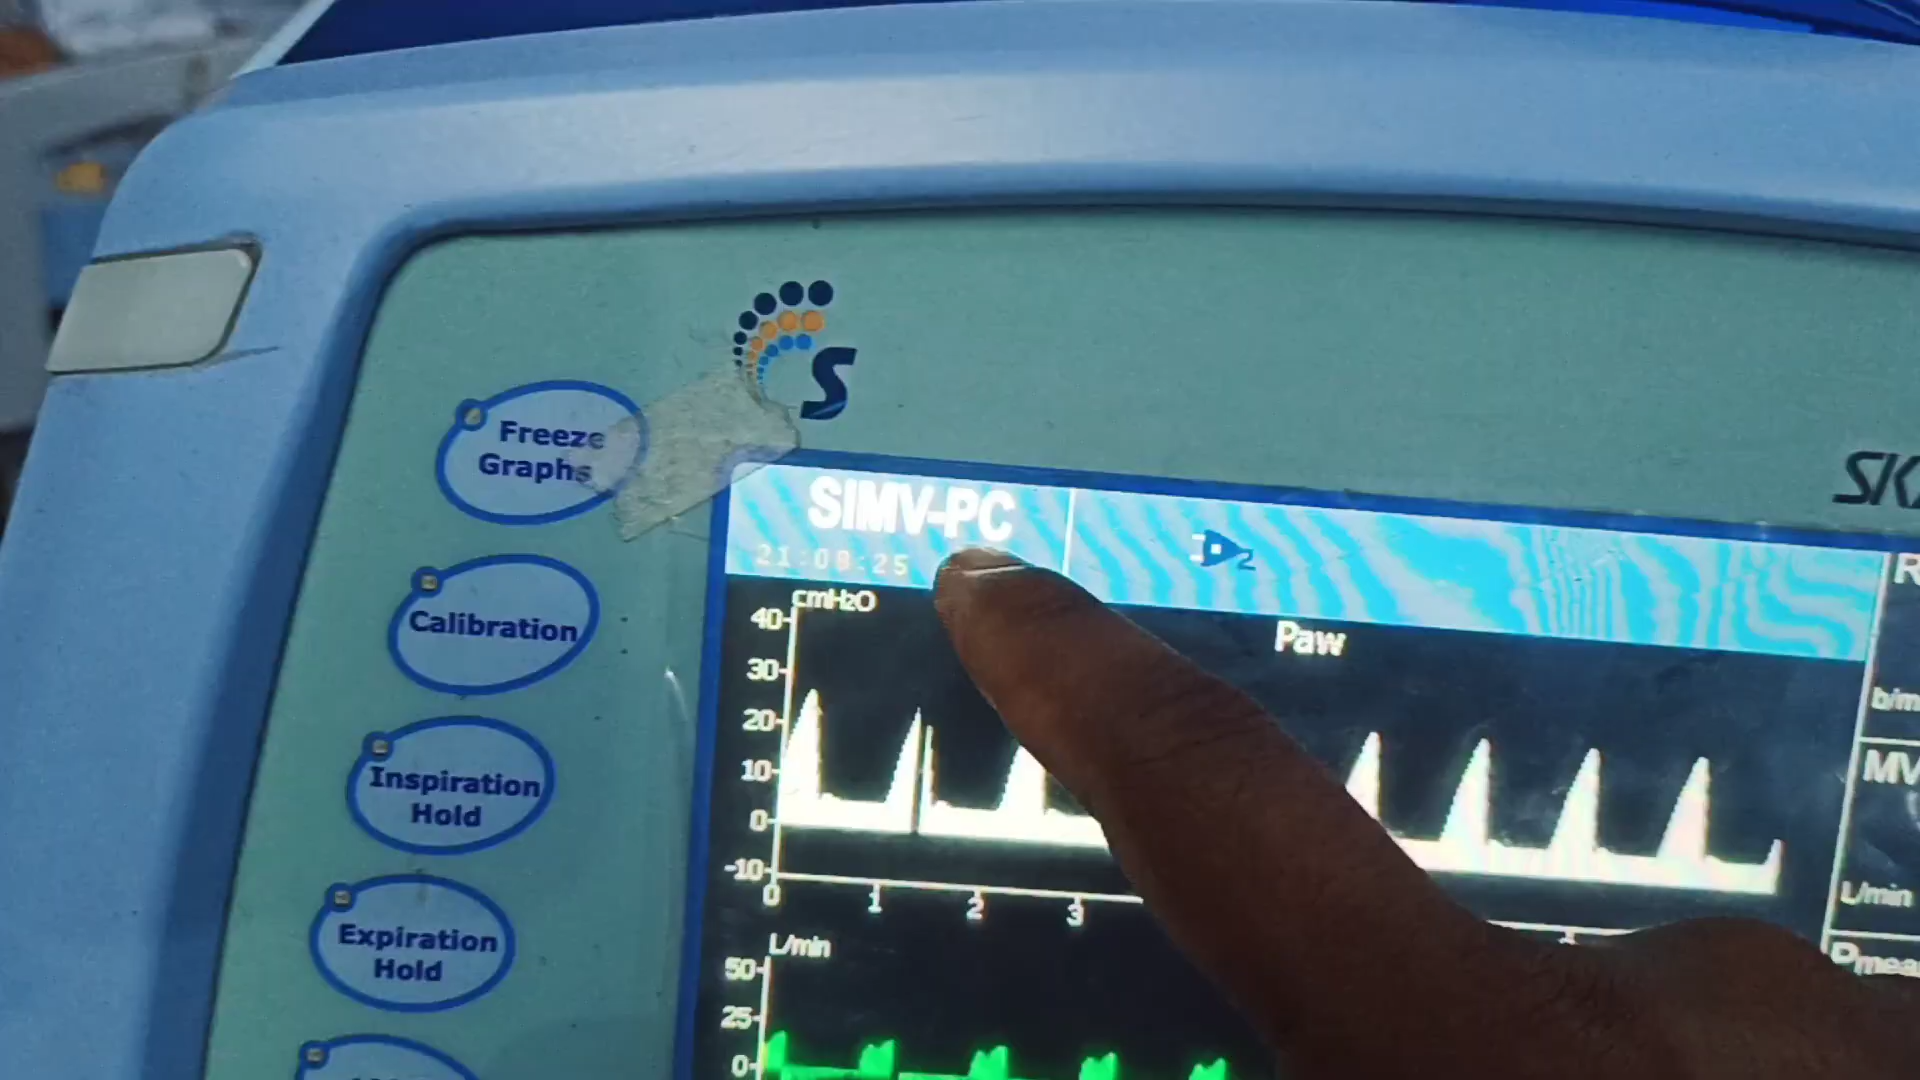 S
Freeze
Graphs
SIMV-PC
21:08:25
2
cmH2O
Paw
40
30
20
10
0
-10
0
1
2
3
Calibration
Inspiration
Hold
Expiration
Hold
L/min
50
25
0
MV
L/min